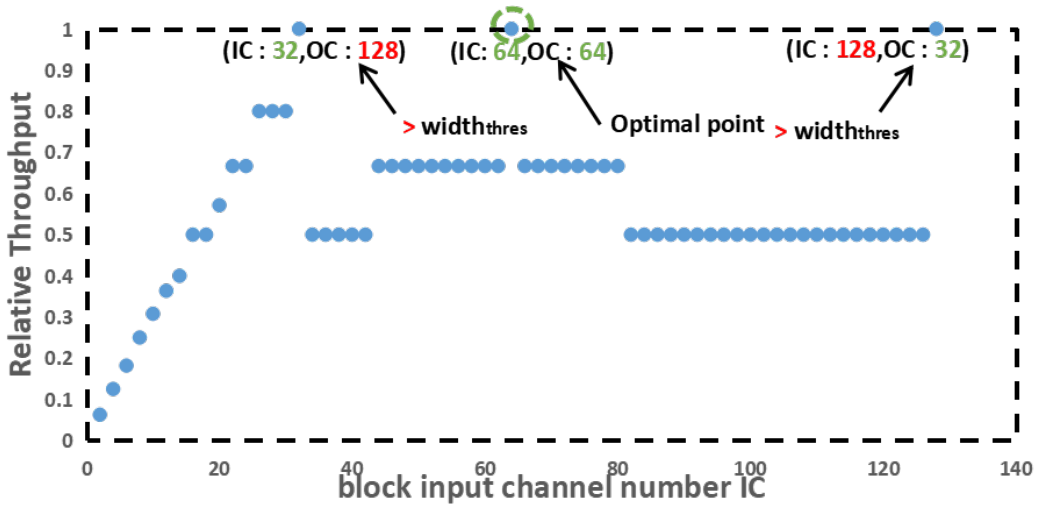 1
(IC : 32,OC : 128) (IC: 64,OC : 64) (IC : 128,OC : 32)
0.9
0.8
> widththres Optimal point > widththres
0.7
0.6
0.5
0.4
0.3
0.2
0.1
0
Relative Throughput
0 20 40 60 80 100 120 140
block input channel number IC